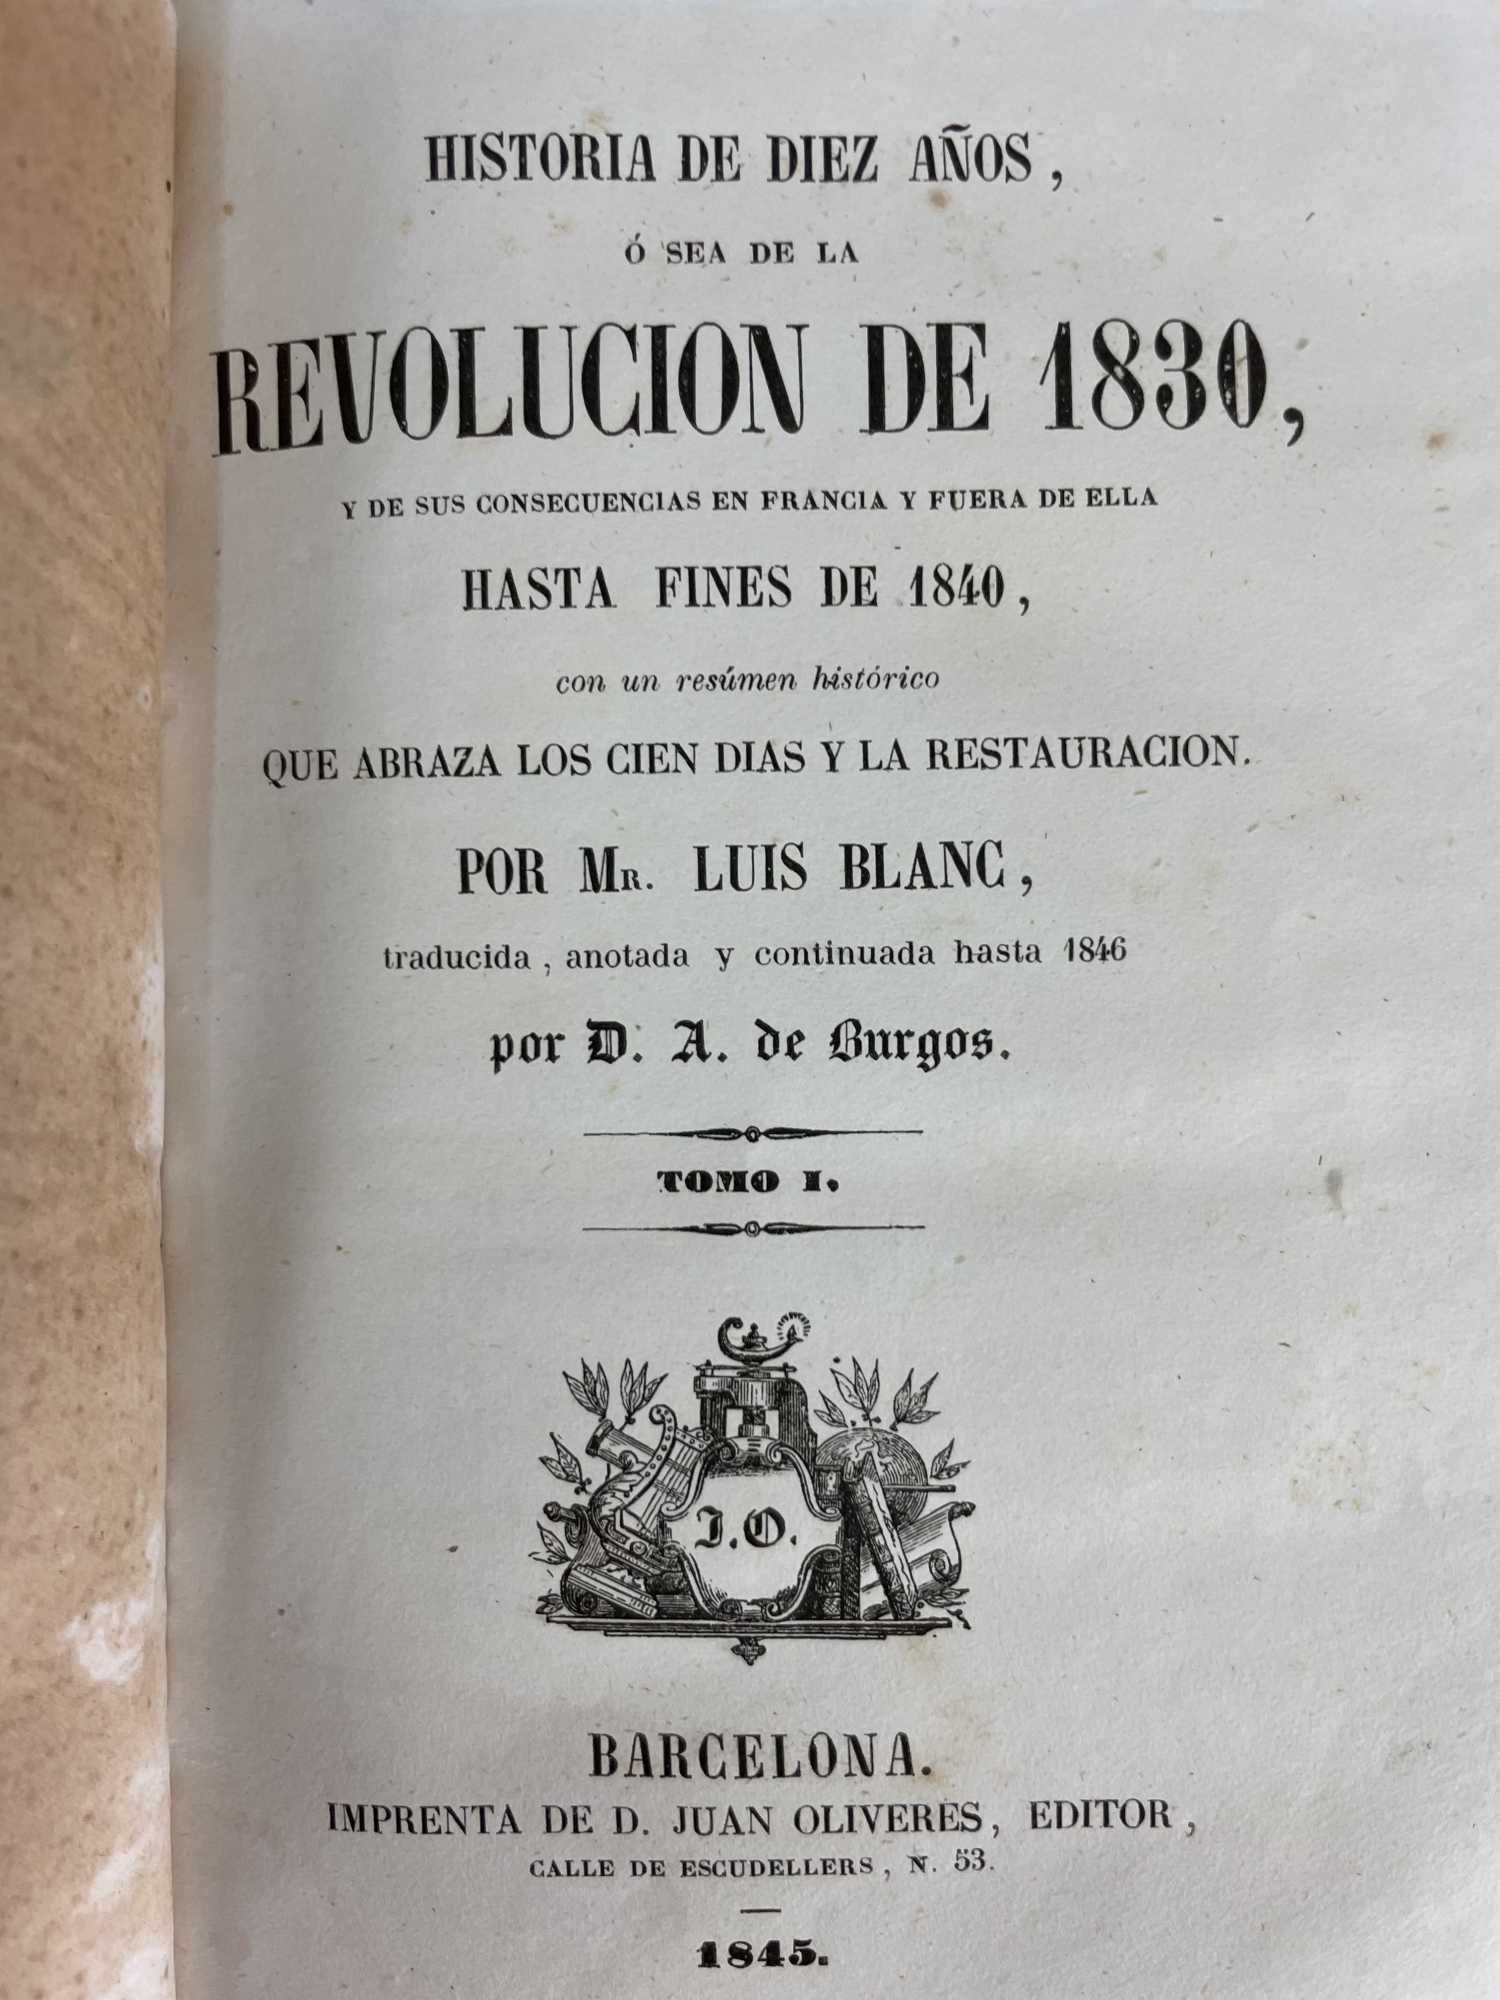 HISTORIA DE DIEZ AÑOS,
Ó SEA DE LA
REVOLUCION DE 1830,
Y DE SUS CONSECUENCIAS EN FRANCIA Y FUERA DE ELLA
HASTA FINES DE 1840,
con un resúmen histórico
QUE ABRAZA LOS CIEN DIAS Y LA RESTAURACION.
POR MR. LUIS BLANC,
traducida, anotada y continuada hasta 1846
por D. A. de Burgos.
TOMO I.
J.O.
BARCELONA.
IMPRENTA DE D. JUAN OLIVERES, EDITOR,
CALLE DE ESCUDELLERS, N. 53.
1845.